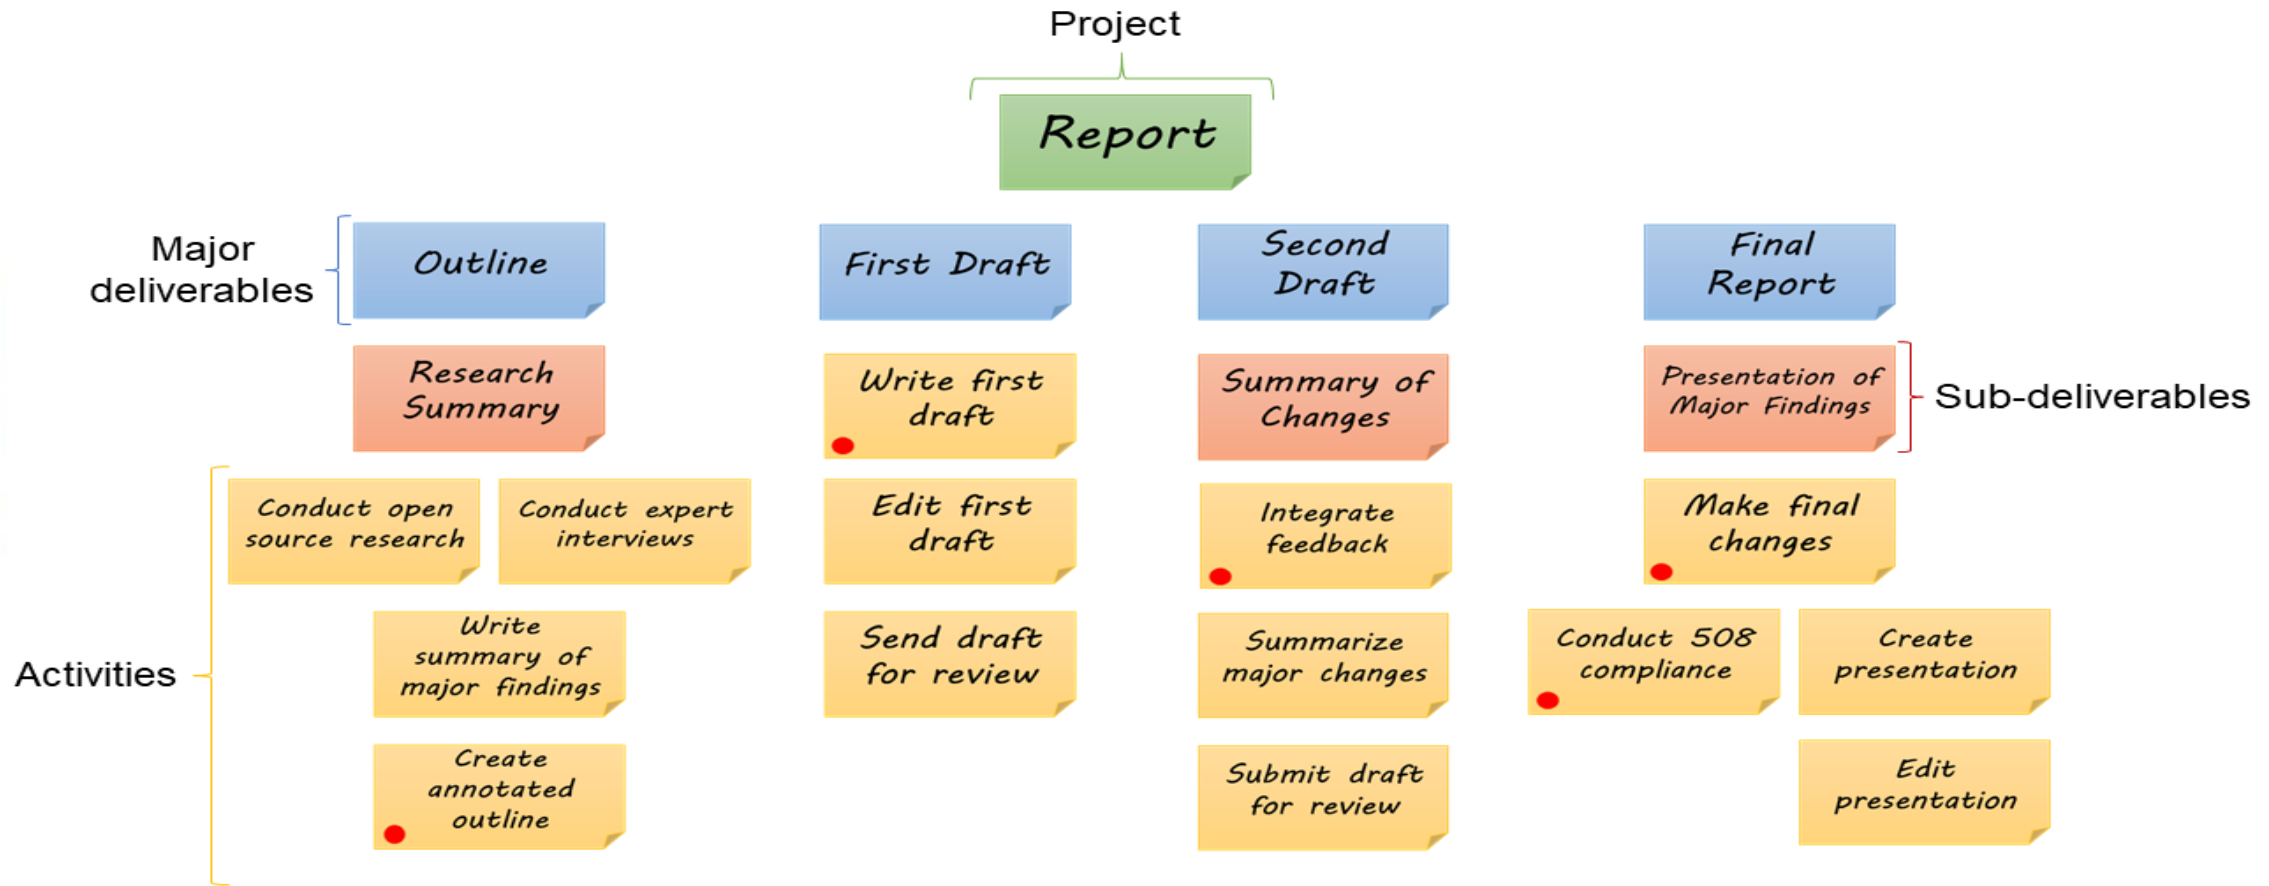 Project
Report
Major
deliverables
Outline
First Draft
Second
Draft
Final
Report
Research
Summary
Write first
draft
Summary of
Changes
Presentation of
Major Findings
Sub-deliverables
Activities
Conduct open
source research
Conduct expert
interviews
Edit first
draft
Integrate
feedback
Make final
changes
Write
summary of
major findings
Send draft
for review
Summarize
major changes
Conduct 508
compliance
Create
presentation
Create
annotated
outline
Submit draft
for review
Edit
presentation